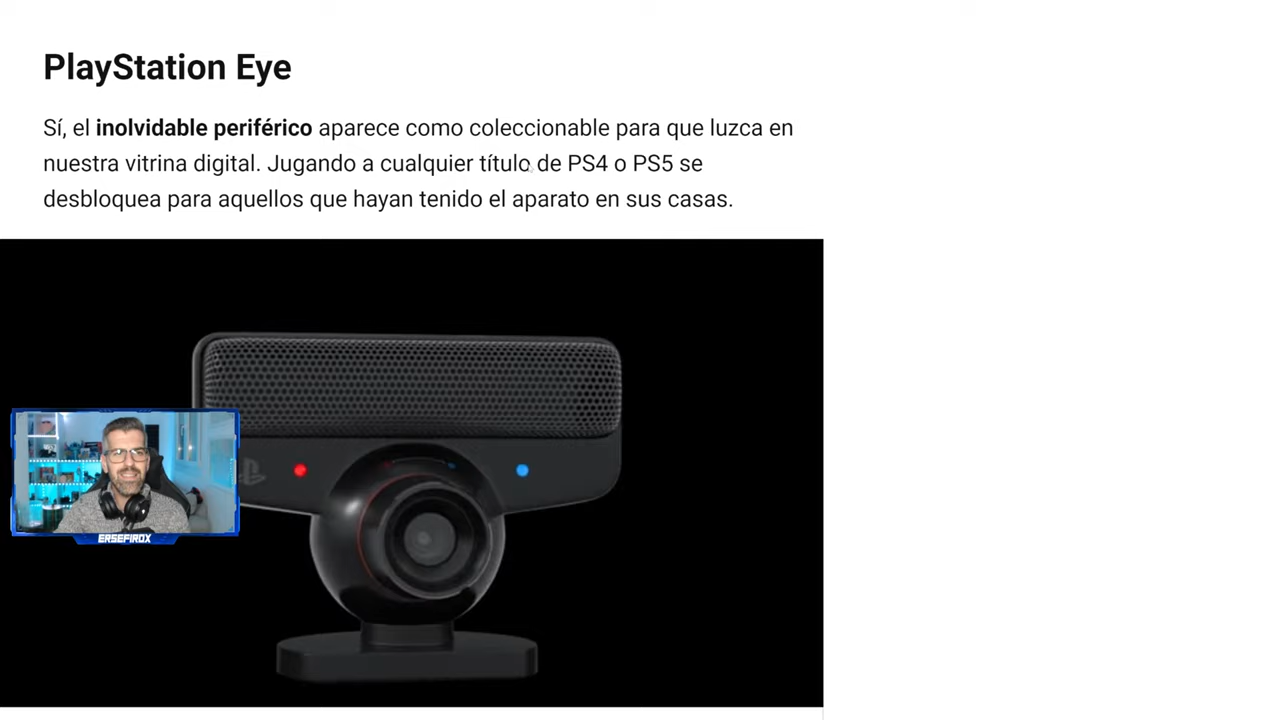 PlayStation Eye
Sí, el inolvidable periférico aparece como coleccionable para que luzca en
nuestra vitrina digital. Jugando a cualquier título de PS4 o PS5 se
desbloquea para aquellos que hayan tenido el aparato en sus casas.
ERSEFIROX